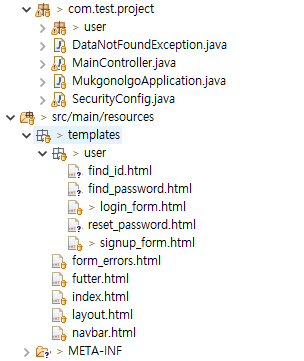 > com.test.project
> user
DataNotFoundException.java
MainController.java
MukgonolgoApplication.java
SecurityConfig.java
> src/main/resources
> templates
> user
find_id.html
find_password.html
> login_form.html
reset_password.html
> signup_form.html
form_errors.html
futter.html
index.html
layout.html
navbar.html
> META-INF